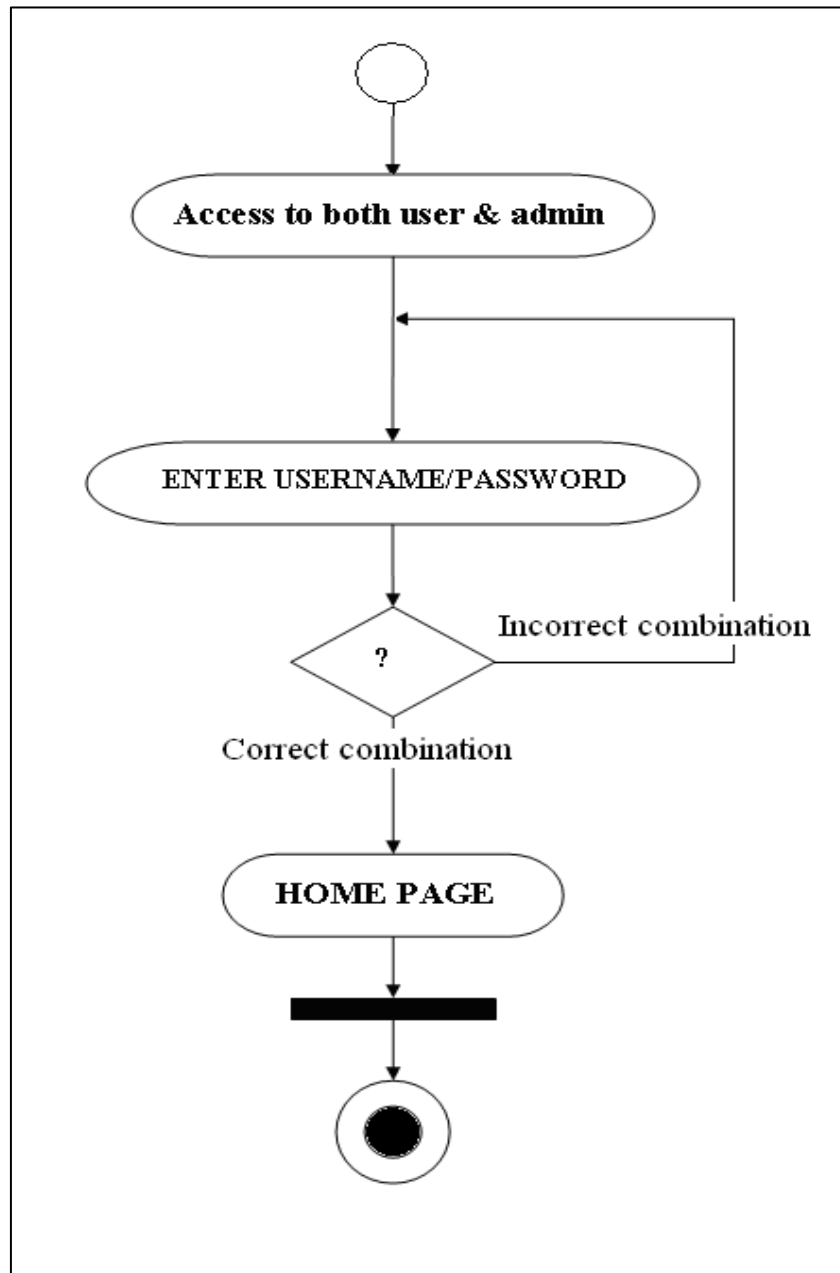 Access to both user & admin
ENTER USERNAME/PASSWORD
?
Incorrect combination
Correct combination
HOME PAGE